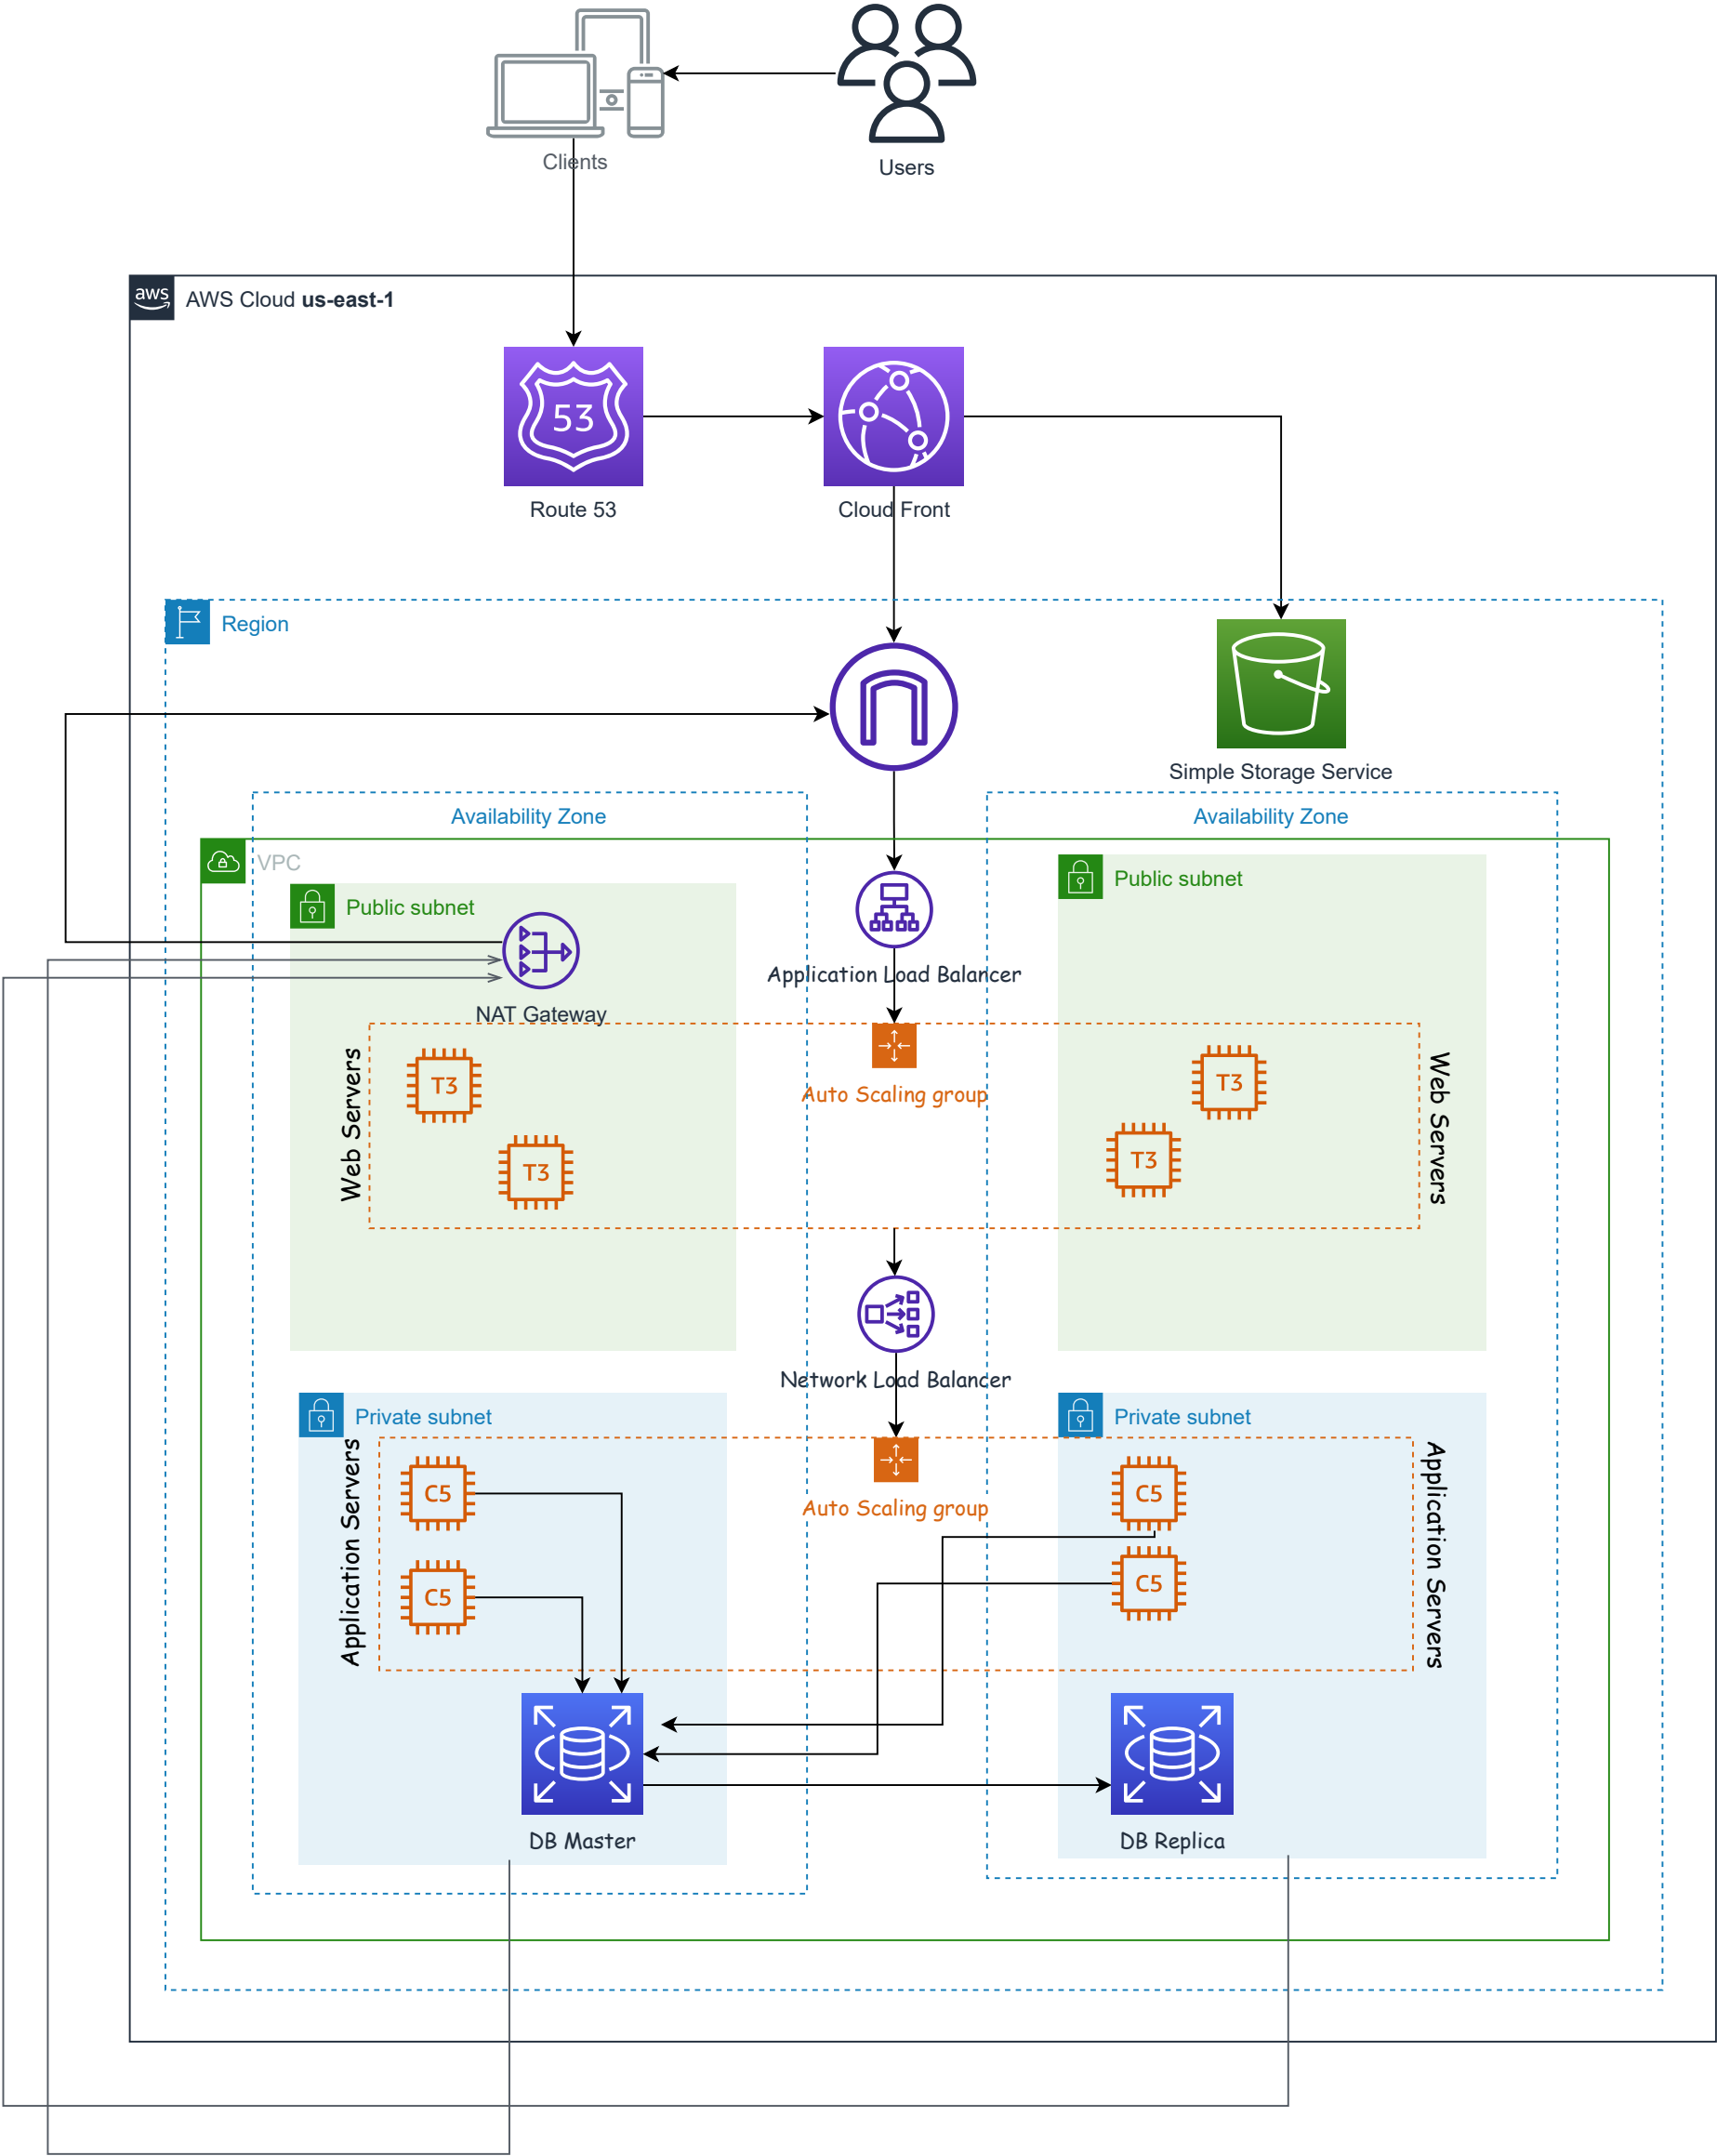 Clients
Users
aws
AWS Cloud us-east-1
53
Route 53
Cloud Front
Region
Simple Storage Service
Availability Zone
Availability Zone
VPC
Public subnet
Public subnet
NAT Gateway
Application Load Balancer
Web Servers
T3
T3
Auto Scaling group
T3
T3
Web Servers
Network Load Balancer
Private subnet
Private subnet
Application Servers
C5
C5
Auto Scaling group
C5
C5
Application Servers
DB Master
DB Replica